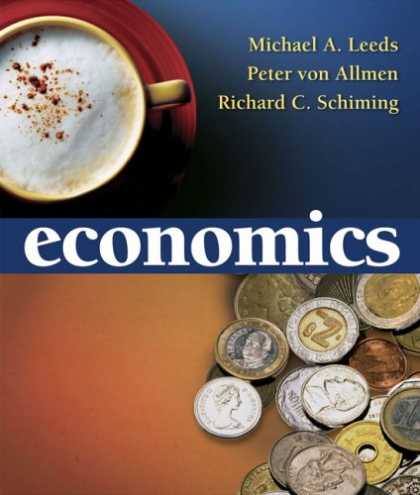 Michael A. Leeds
Peter von Allmen
Richard C. Schiming
economics